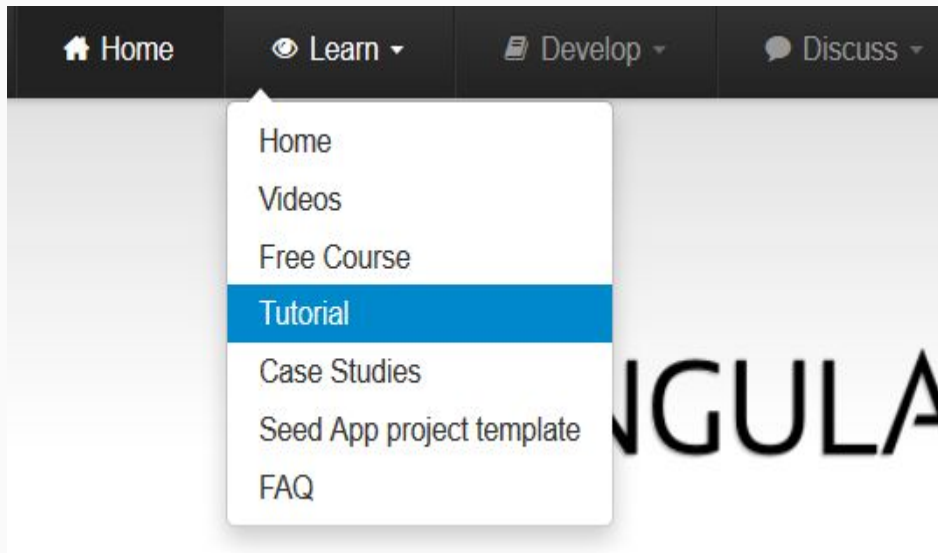 Home Learn Develop Discuss
Home
Videos
Free Course
Tutorial
Case Studies
Seed App project template
FAQ
NGULA